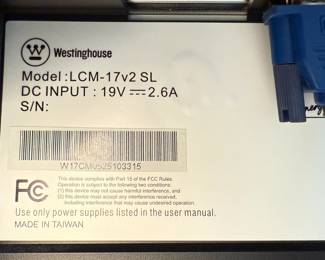 Westinghouse
Model :LCM-17v2 SL
DC INPUT : 19V ⎓ 2.6A
S/N:
W17CM0525103315
This device complies with Part 15 of the FCC Rules.
Operation is subject to the following two conditions:
(1) this device may not cause harmful interference, and
(2) this device must accept any interference received,
including interference that may cause undesired operation.
FC
Use only power supplies listed in the user manual.
MADE IN TAIWAN